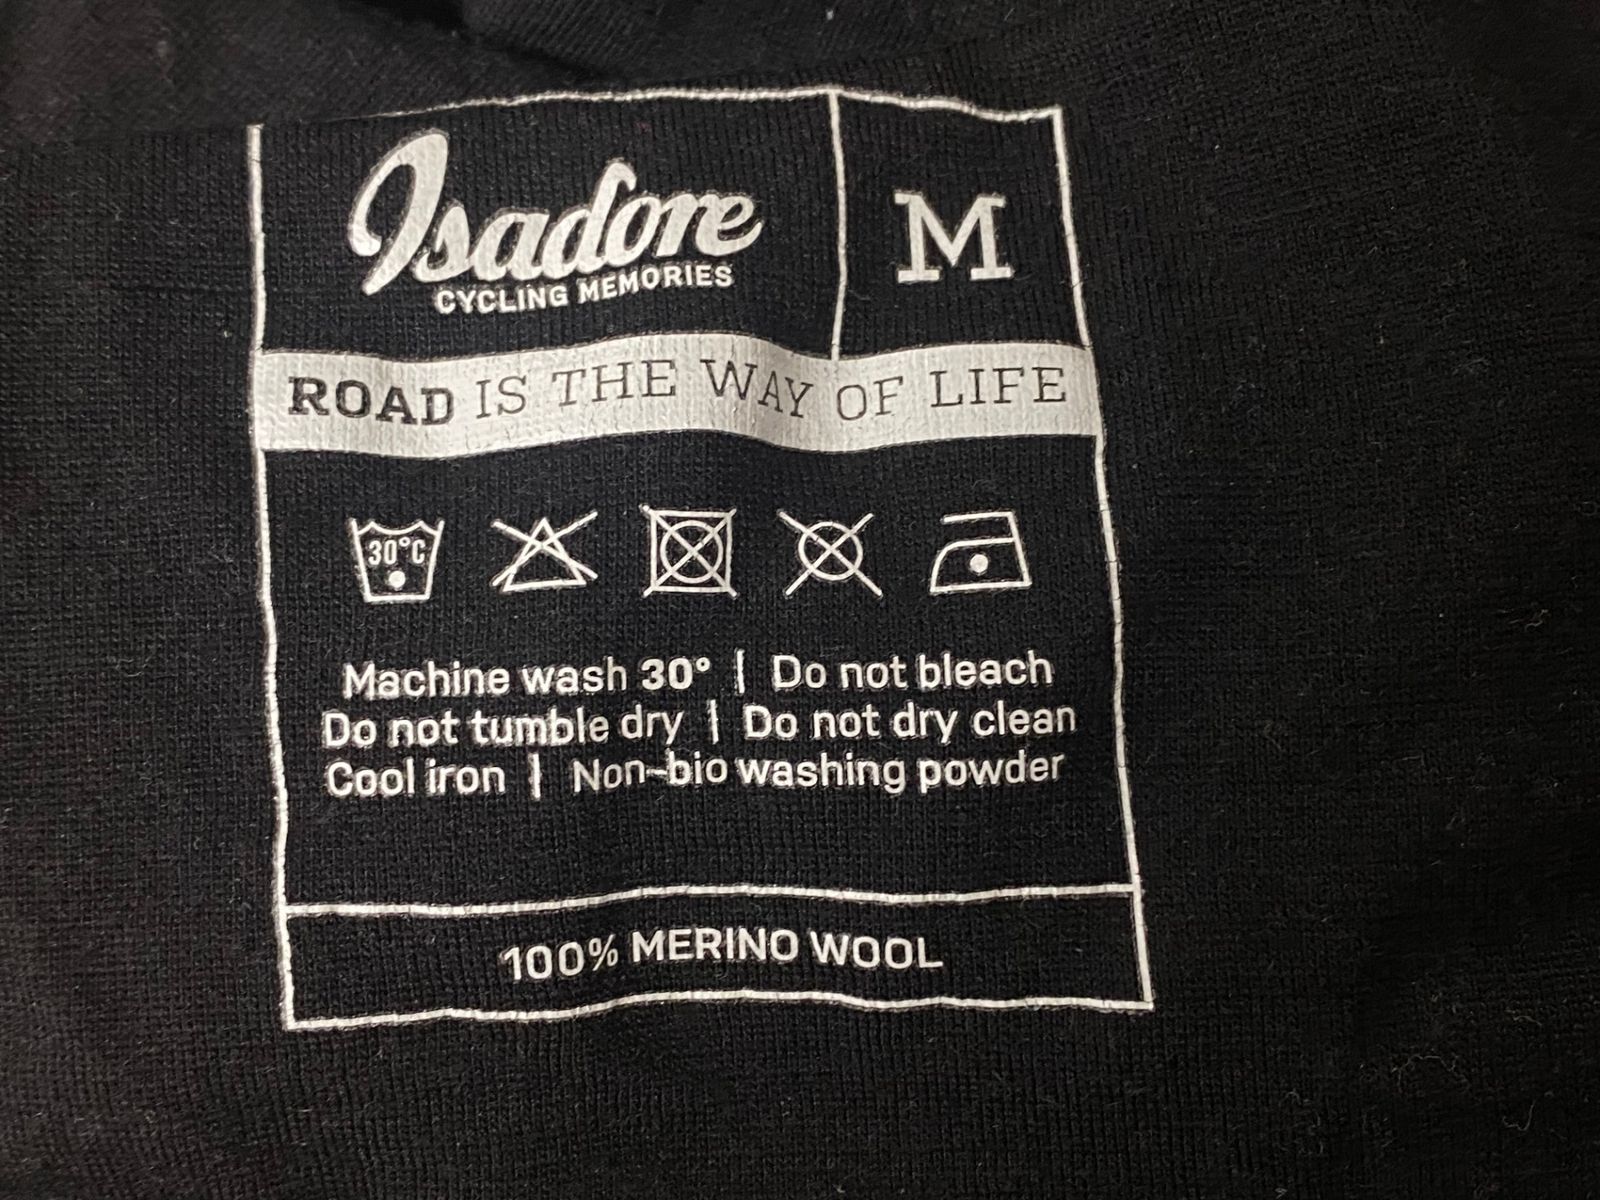 Isadore
CYCLING MEMORIES
M
ROAD IS THE WAY OF LIFE
30°C
Machine wash 30° | Do not bleach
Do not tumble dry | Do not dry clean
Cool iron | Non-bio washing powder
100% MERINO WOOL